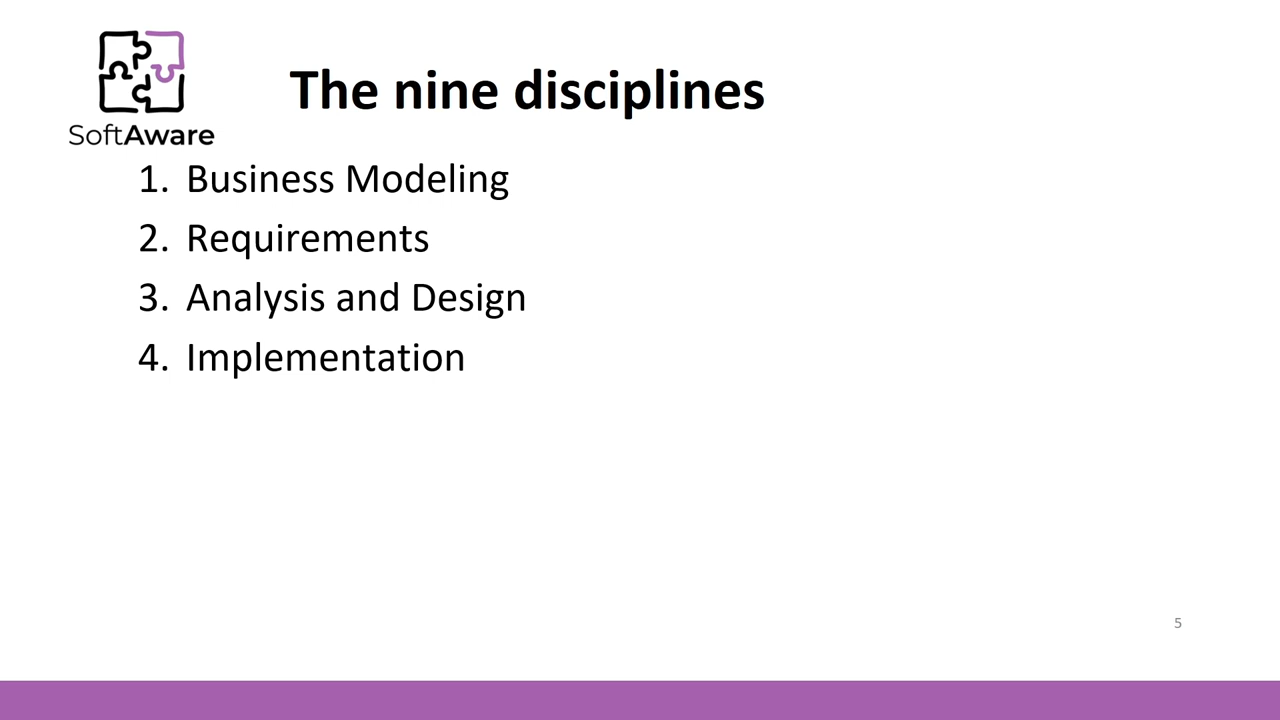 The nine disciplines
SoftAware
1. Business Modeling
2. Requirements
3. Analysis and Design
4. Implementation
5